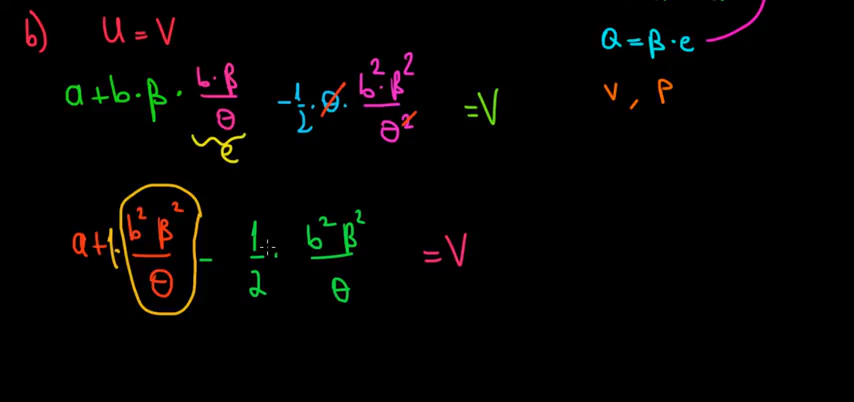 b) U = V
Q = β · e
v, p
a + b · β · b · β / θ - 1/2 · θ · b² · β² / θ² = V
e
a + 1 · b² β² / θ - 1/2 · b² β² / θ = V